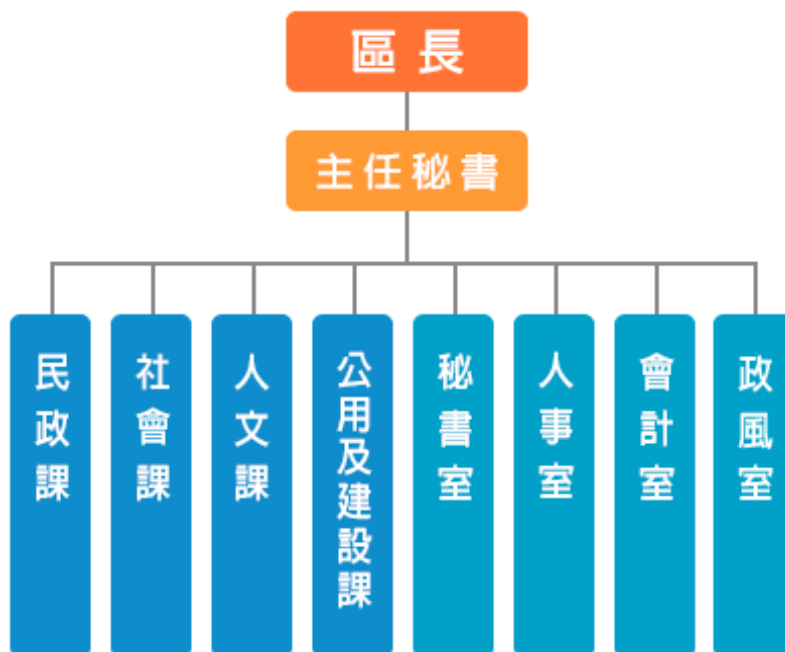 區長
主任秘書
民政課
社會課
人文課
公用及建設課
秘書室
人事室
會計室
政風室